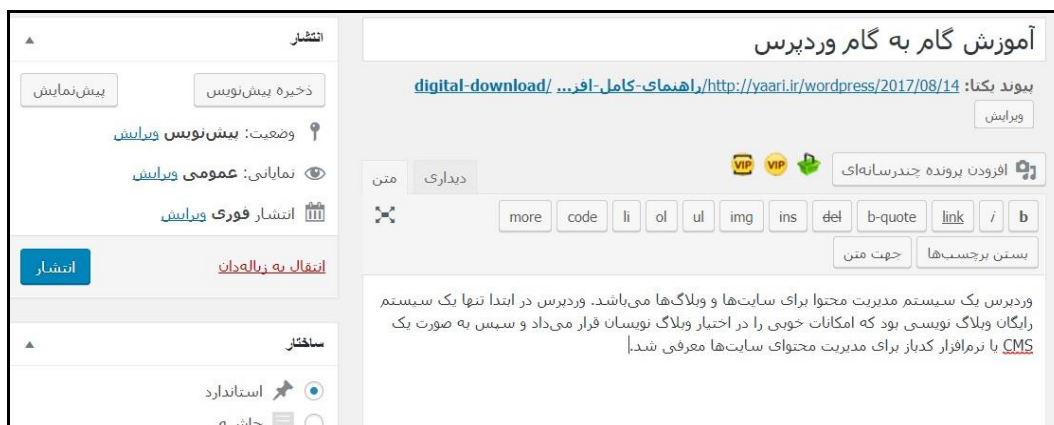 آموزش گام به گام وردپرس
پیوند یکتا: http://yaari.ir/wordpress/2017/08/14/راهنمای-کامل-افز... /digital-download
ویرایش
افزودن پرونده چندرسانه‌ای
VIP
VIP
دیداری
متن
b
i
link
b-quote
del
ins
img
ul
ol
li
code
more
بستن برچسب‌ها
جهت متن
وردپرس یک سیستم مدیریت محتوا برای سایت‌ها و وبلاگ‌ها می‌باشد. وردپرس در ابتدا تنها یک سیستم
رایگان وبلاگ نویسی بود که امکانات خوبی را در اختیار وبلاگ نویسان قرار می‌داد و سپس به صورت یک
CMS یا نرم‌افزار کدباز برای مدیریت محتوای سایت‌ها معرفی شد.
انتشار
ذخیره پیش‌نویس
پیش‌نمایش
وضعیت: پیش‌نویس ویرایش
نمایانی: عمومی ویرایش
انتشار فوری ویرایش
انتقال به زباله‌دان
انتشار
ساختار
استاندارد